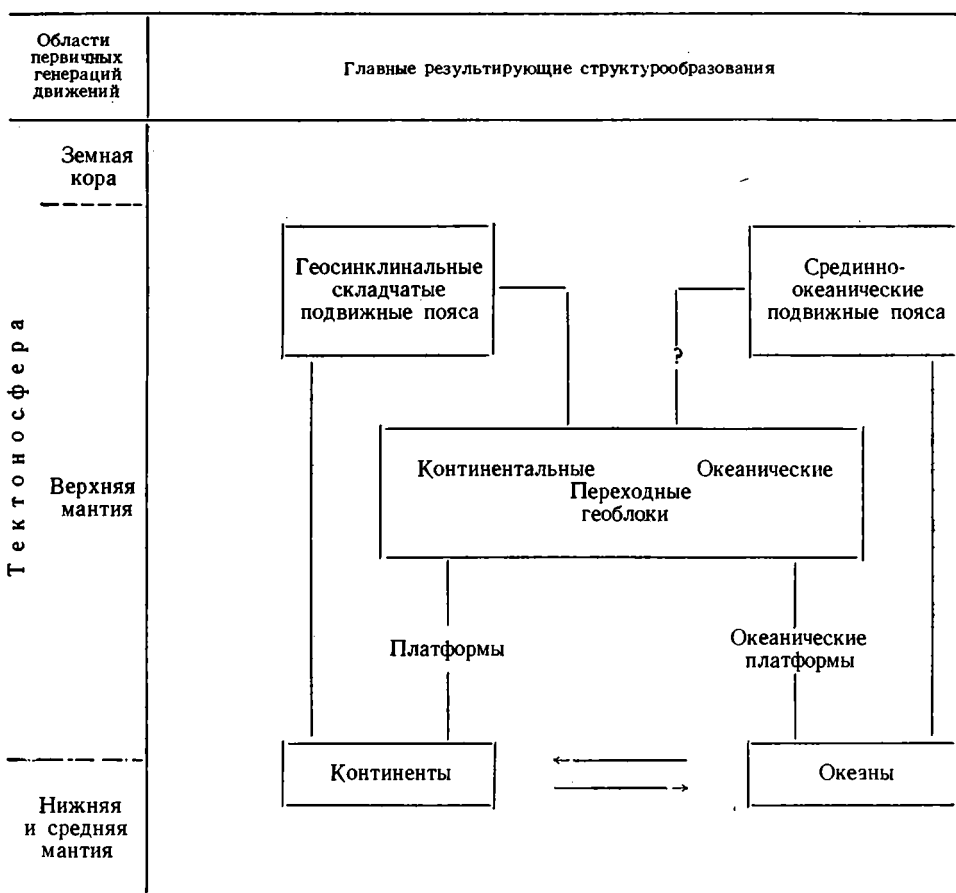 Области
первичных
генераций
движений
Главные результирующие структурообразования
Земная
кора
Тектоносфера
Верхняя
мантия
Нижняя
и средняя
мантия
Геосинклинальные
складчатые
подвижные пояса
Срединно-
океанические
подвижные пояса
?
Континентальные Океанические
Переходные
геоблоки
Платформы
Океанические
платформы
Континенты
Океаны